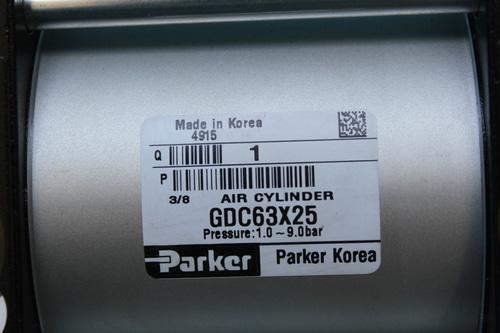 Made in Korea
4915
Q 1
P
3/8 AIR CYLINDER
GDC63X25
Pressure:1.0~9.0bar
Parker Parker Korea